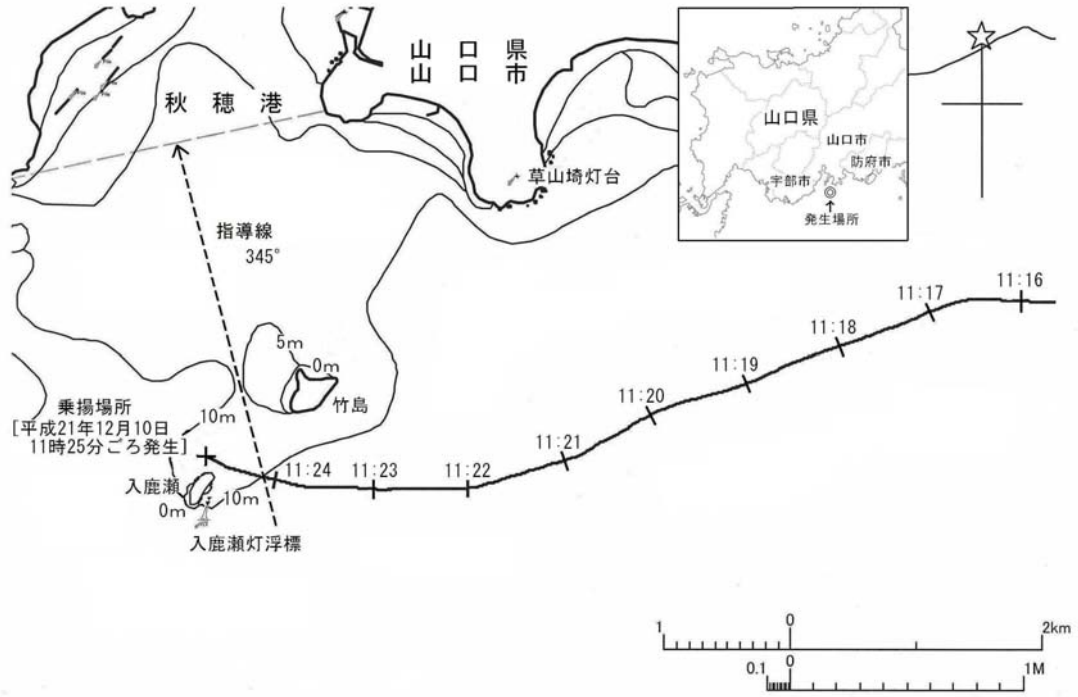 山口県
山口市
秋穂港
草山埼灯台
山口県
山口市
防府市
宇部市
発生場所
指導線
345°
11:16
11:17
11:18
11:19
11:20
11:21
11:22
11:23
11:24
5m
0m
竹島
10m
乗揚場所
[平成21年12月10日
11時25分ごろ発生]
入鹿瀬
0m
10m
入鹿瀬灯浮標
1 0 2km
0.1 0 1M